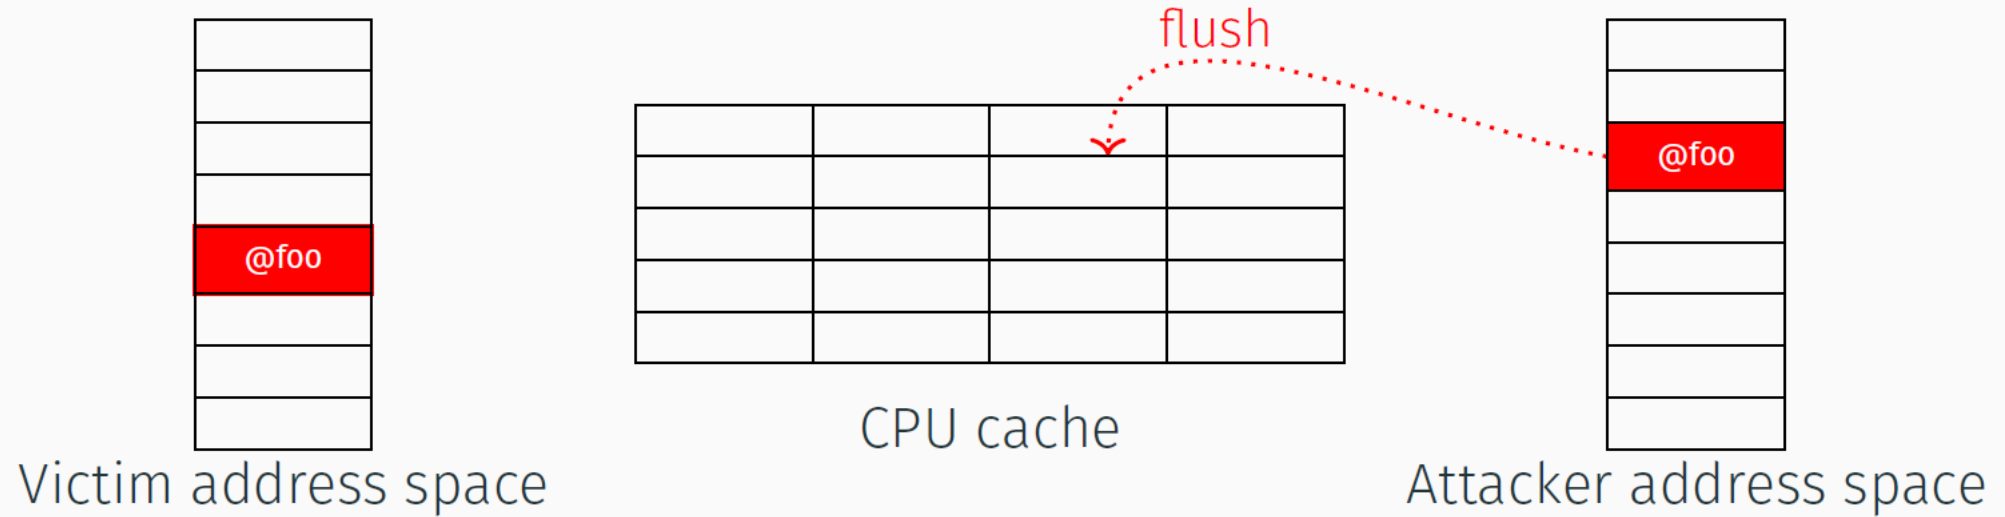 flush
@foo
@foo
CPU cache
Victim address space
Attacker address space